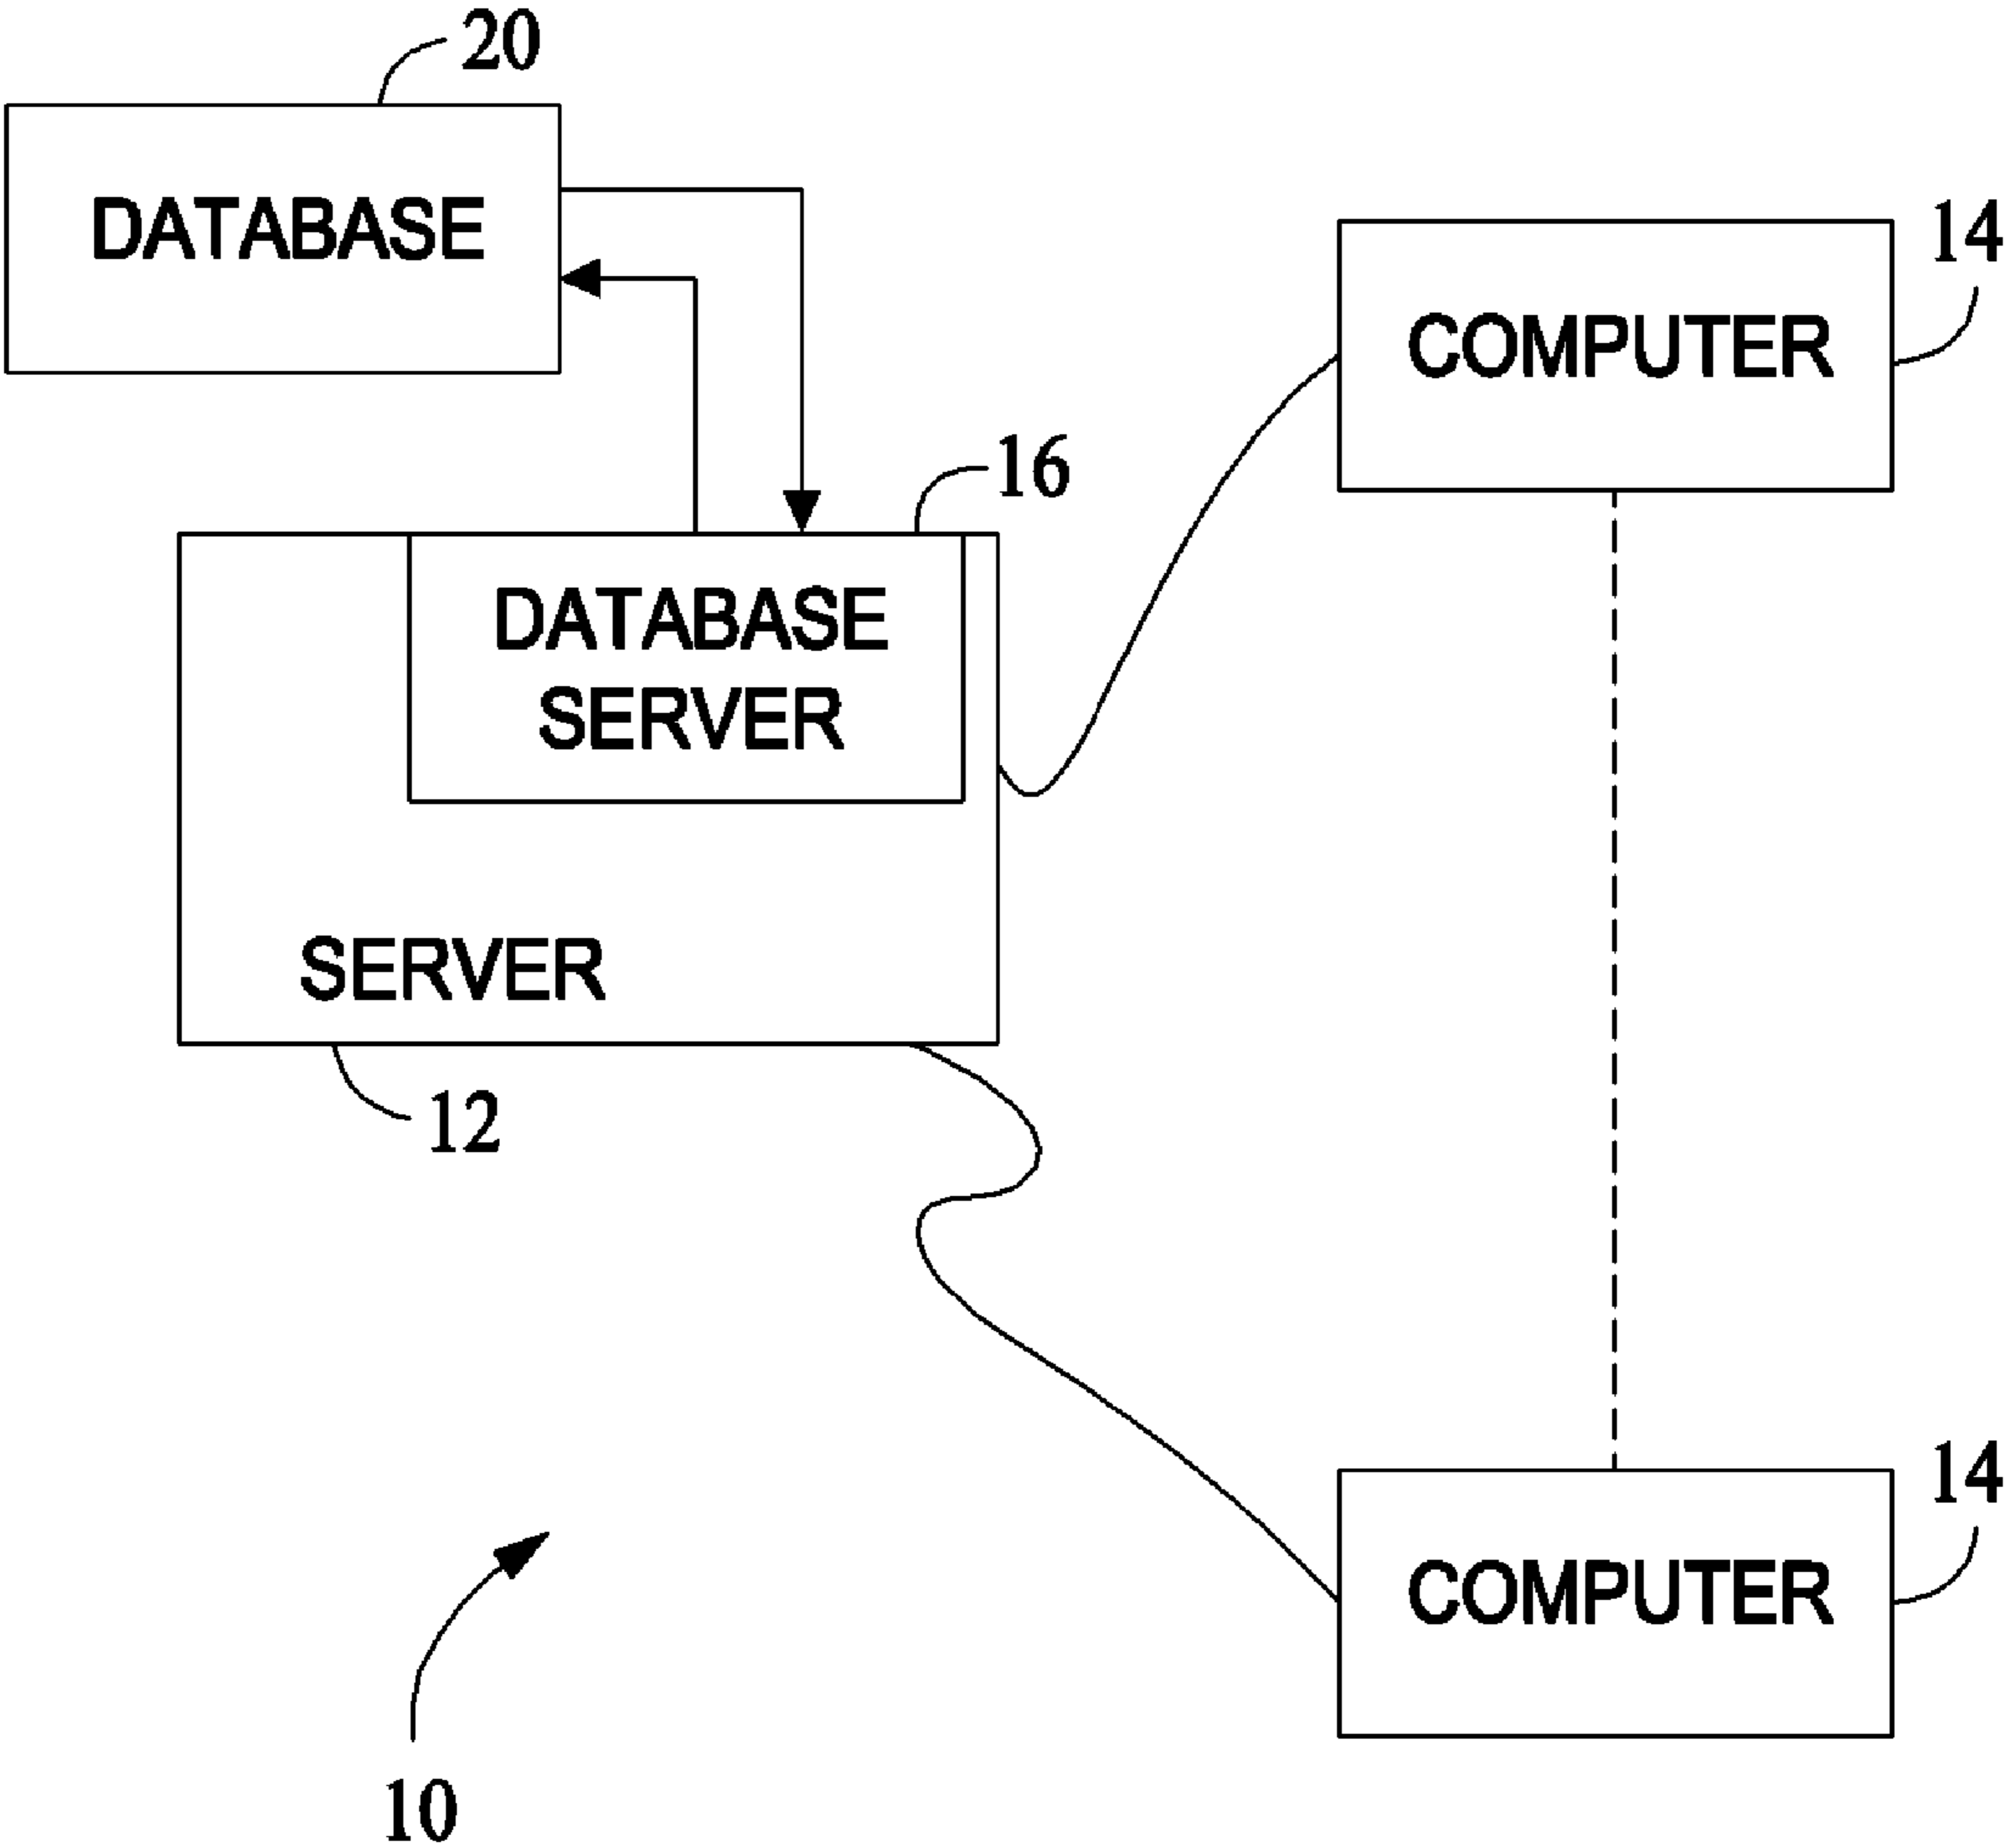 20
DATABASE
14
COMPUTER
16
DATABASE
SERVER
SERVER
12
14
COMPUTER
10